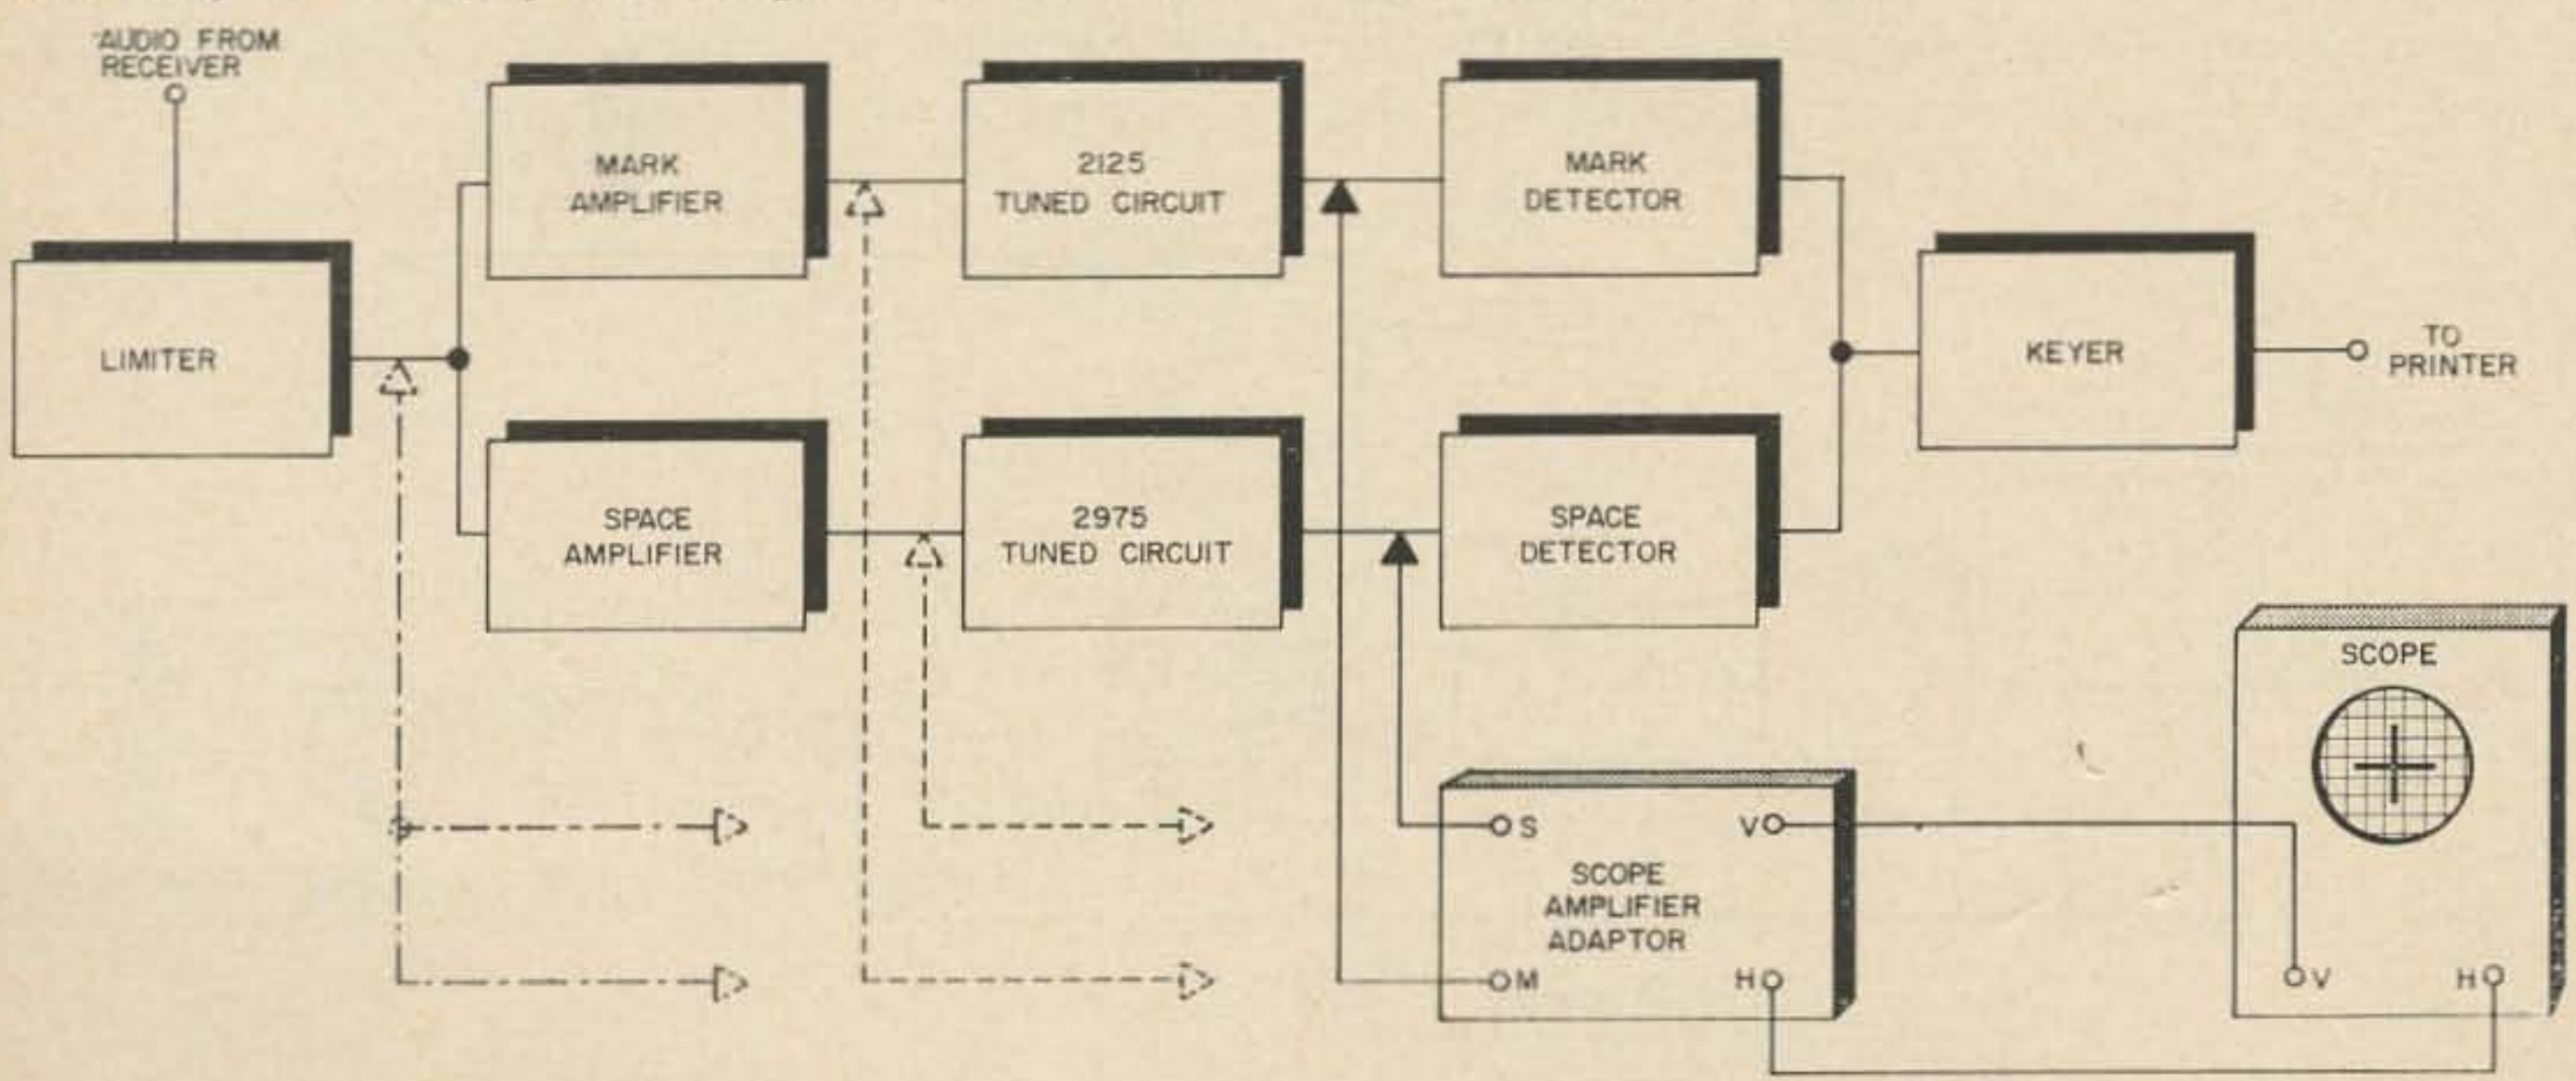 AUDIO FROM
RECEIVER
LIMITER
MARK
AMPLIFIER
2125
TUNED CIRCUIT
MARK
DETECTOR
SPACE
AMPLIFIER
2975
TUNED CIRCUIT
SPACE
DETECTOR
KEYER
TO
PRINTER
S
V
SCOPE
AMPLIFIER
ADAPTOR
M
H
SCOPE
V
H